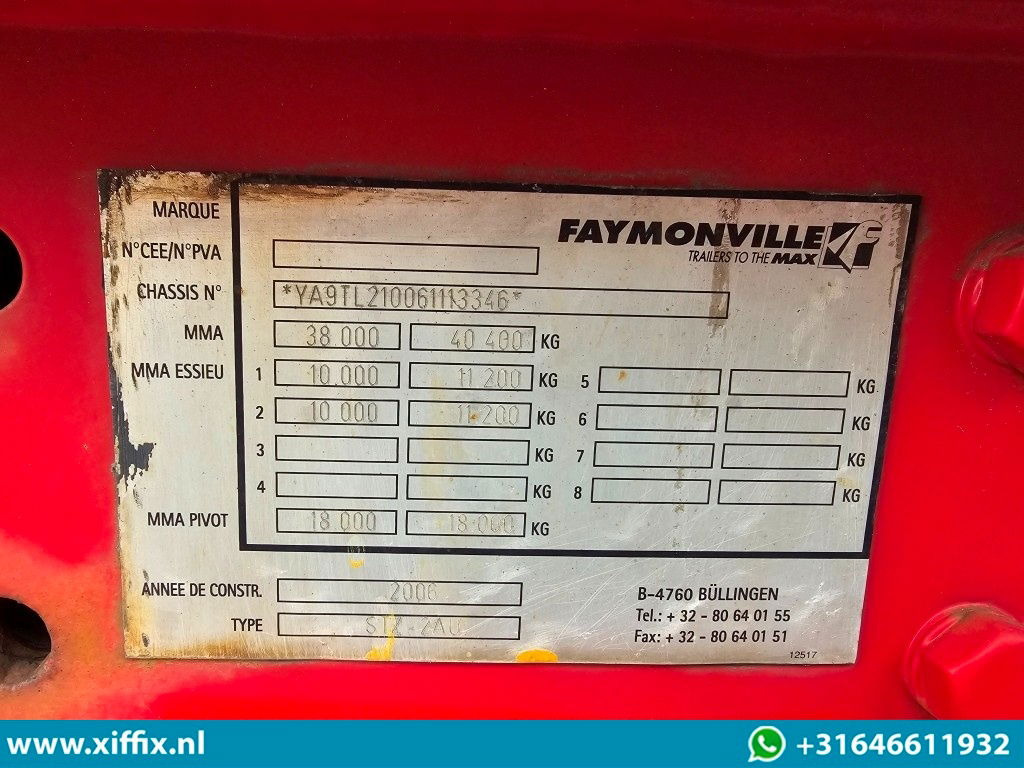 MARQUE
FAYMONVILLE
TRAILERS TO THE MAX
N°CEE/N°PVA
CHASSIS N° *YA9TL210061113346*
MMA 38 000 40 400 KG
MMA ESSIEU 1 10.000 11 200 KG 5 KG
2 10 000 11 200 KG 6 KG
3 KG 7 KG
4 KG 8 KG
MMA PIVOT 18 000 18 000 KG
ANNEE DE CONSTR. 2006
TYPE
B-4760 BÜLLINGEN
Tel.: + 32 - 80 64 01 55
Fax: + 32 - 80 64 01 51
12517
www.xiffix.nl +31646611932